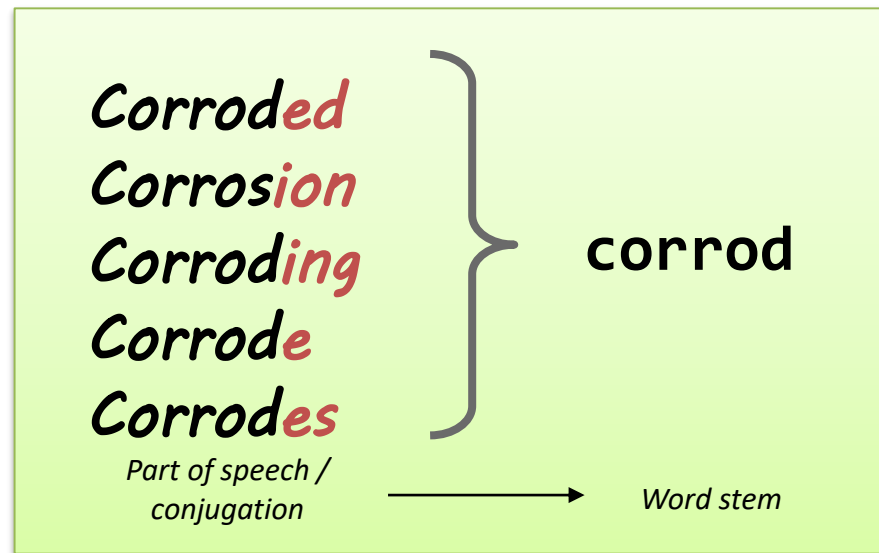 Corroded
Corrosion
Corroding
Corrode
Corrodes
corrod
Part of speech /
conjugation
Word stem